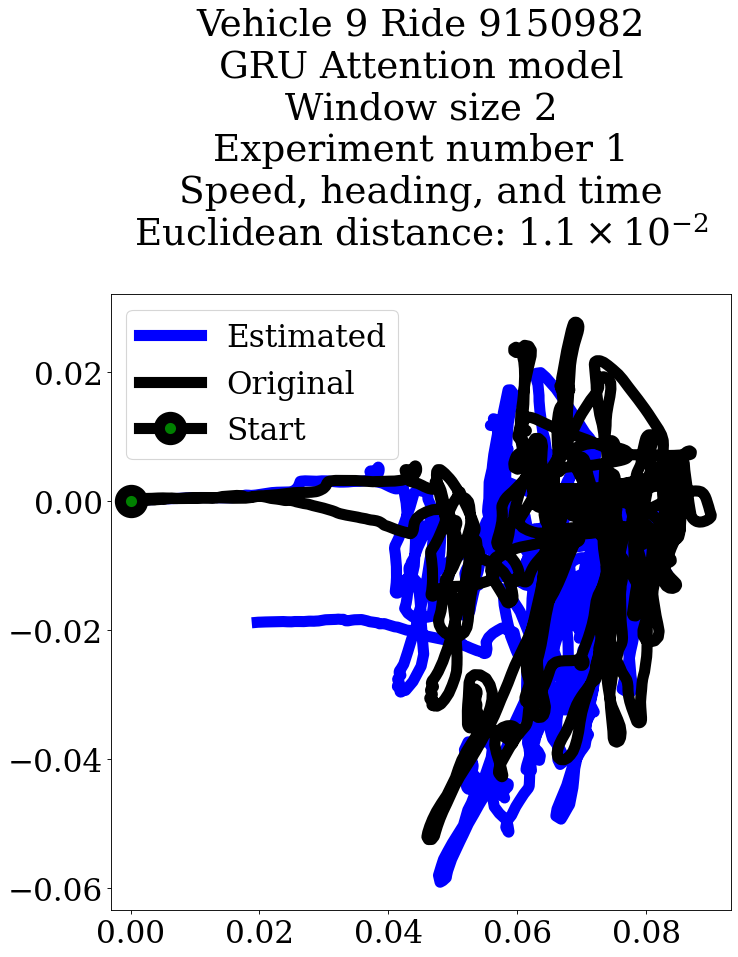 Vehicle 9 Ride 9150982
GRU Attention model
Window size 2
Experiment number 1
Speed, heading, and time
Euclidean distance: 1.1 × 10⁻²
Estimated
Original
Start
0.02
0.00
−0.02
−0.04
−0.06
0.00 0.02 0.04 0.06 0.08